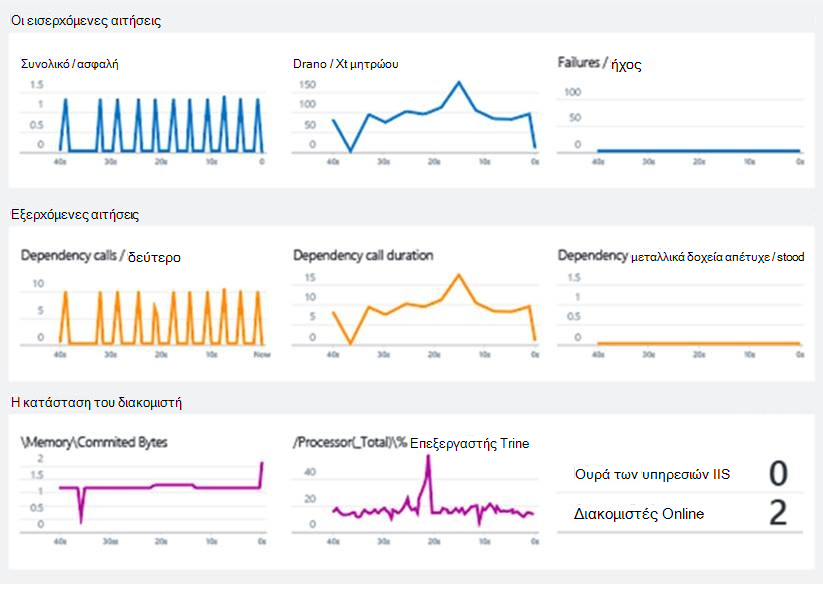 Οι εισερχόμενες αιτήσεις
Συνολικό / ασφαλή
Drano / Xt μητρώου
Failures / ήχος
1.5
1
0.5
0
40s
30s
20s
10s
0
150
100
50
0
40s
30s
20s
10s
0s
100
50
0
40s
30s
20s
10s
0s
Εξερχόμενες αιτήσεις
Dependency calls / δεύτερο
Dependency call duration
Dependency μεταλλικά δοχεία απέτυχε / stood
10
5
0
40s
30s
20s
10s
Now
15
10
5
0
40s
30s
20s
10s
0s
1.5
1
0.5
0
40s
30s
20s
10s
0s
Η κατάσταση του διακομιστή
\Memory\Commited Bytes
/Processor(_Total)\% Επεξεργαστής Trine
2
1.5
1
0.5
0
40s
30s
20s
10s
0s
40
20
0
40s
30s
20s
10s
0s
Ουρά των υπηρεσιών IIS 0
Διακομιστές Online 2